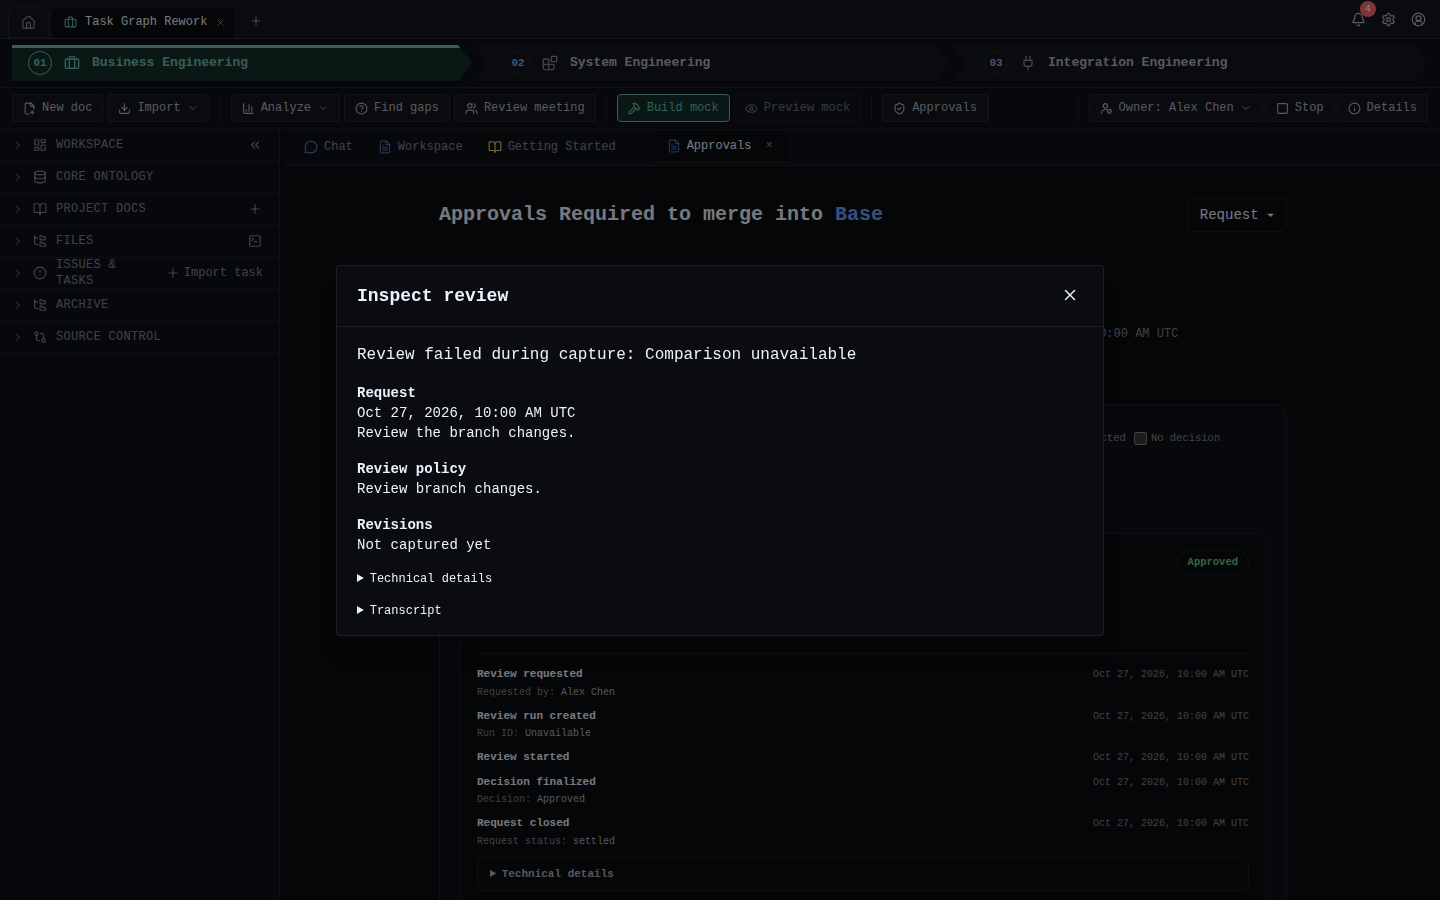 Task Graph Rework
4
01 Business Engineering
02 System Engineering
03 Integration Engineering
New doc
Import
Analyze
Find gaps
Review meeting
Build mock
Preview mock
Approvals
Owner: Alex Chen
Stop
Details
WORKSPACE
CORE ONTOLOGY
PROJECT DOCS
FILES
ISSUES &
TASKS
Import task
ARCHIVE
SOURCE CONTROL
Chat
Workspace
Getting Started
Approvals
Approvals Required to merge into Base
Request
Inspect review
:00 AM UTC
Review failed during capture: Comparison unavailable
Request
Oct 27, 2026, 10:00 AM UTC
Review the branch changes.
No decision
Review policy
Review branch changes.
Revisions
Not captured yet
Approved
Technical details
Transcript
Review requested
Oct 27, 2026, 10:00 AM UTC
Requested by: Alex Chen
Review run created
Oct 27, 2026, 10:00 AM UTC
Run ID: Unavailable
Review started
Oct 27, 2026, 10:00 AM UTC
Decision finalized
Oct 27, 2026, 10:00 AM UTC
Decision: Approved
Request closed
Oct 27, 2026, 10:00 AM UTC
Request status: settled
Technical details